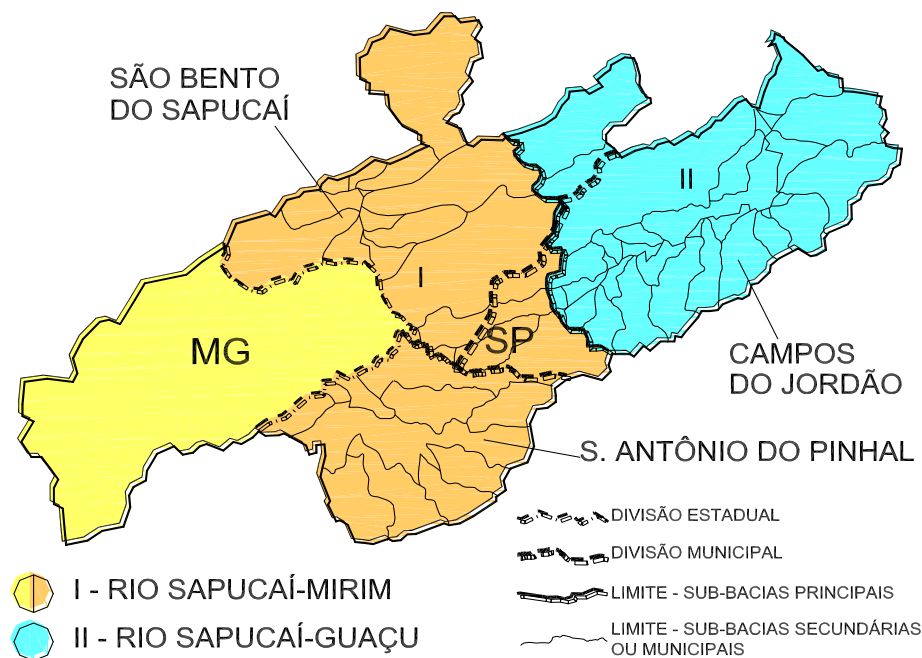 SÃO BENTO
DO SAPUCAÍ
II
I
MG
SP
CAMPOS
DO JORDÃO
S. ANTÔNIO DO PINHAL
DIVISÃO ESTADUAL
DIVISÃO MUNICIPAL
LIMITE - SUB-BACIAS PRINCIPAIS
LIMITE - SUB-BACIAS SECUNDÁRIAS
OU MUNICIPAIS
I - RIO SAPUCAÍ-MIRIM
II - RIO SAPUCAÍ-GUAÇU